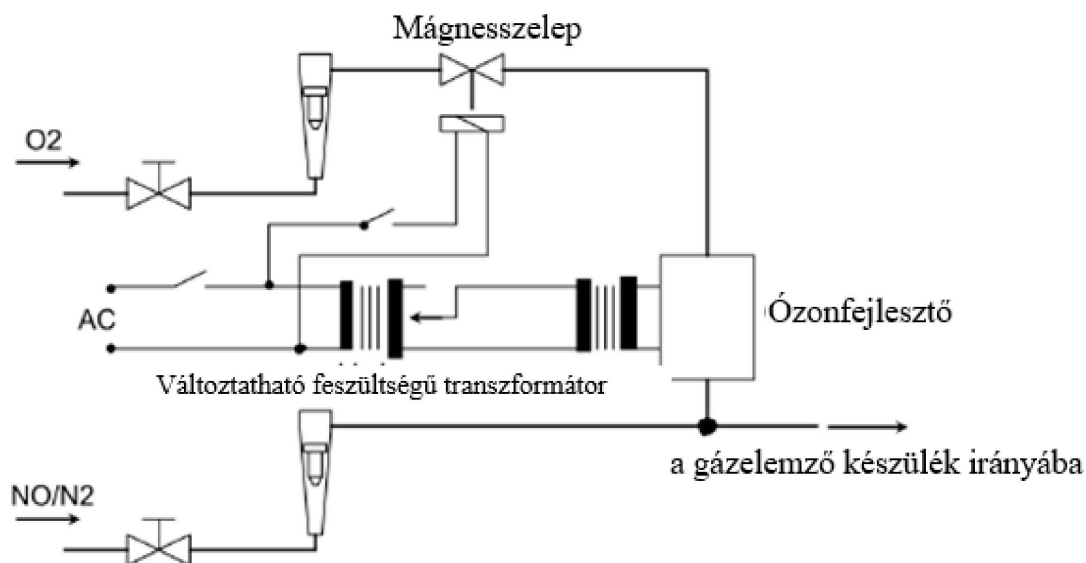 Mágnesszelep
O2
AC
Ózonfejlesztő
Változtatható feszültségű transzformátor
a gázelemző készülék irányába
NO/N2